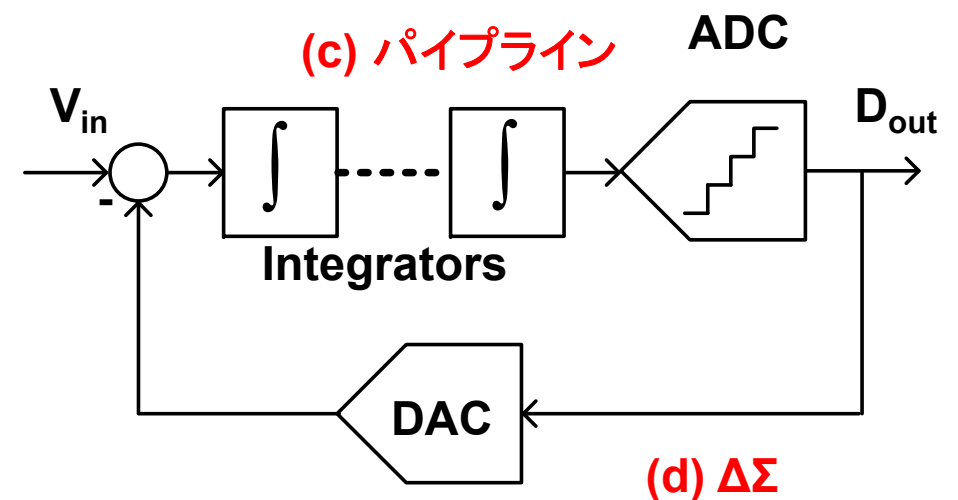 (c) パイプライン
ADC
Vin
Dout
∫
∫
-
Integrators
DAC
(d) ΔΣ